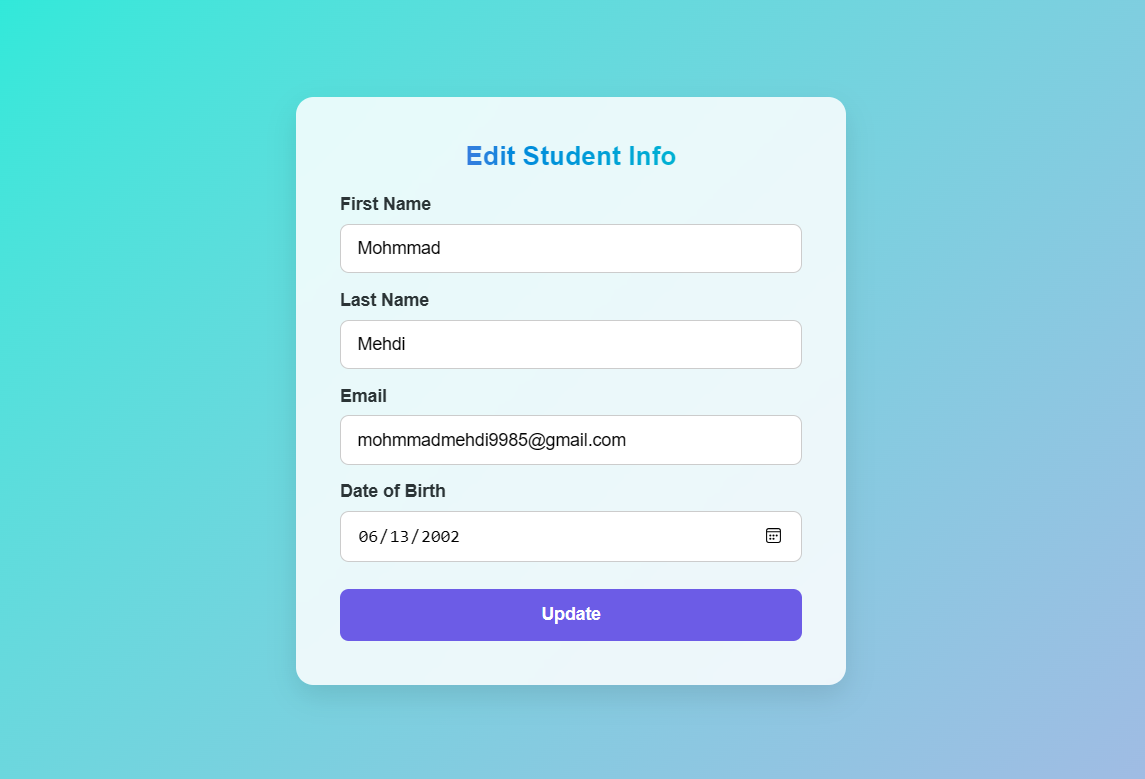 Edit Student Info
First Name
Mohmmad
Last Name
Mehdi
Email
mohmmadmehdi9985@gmail.com
Date of Birth
06/13/2002
Update